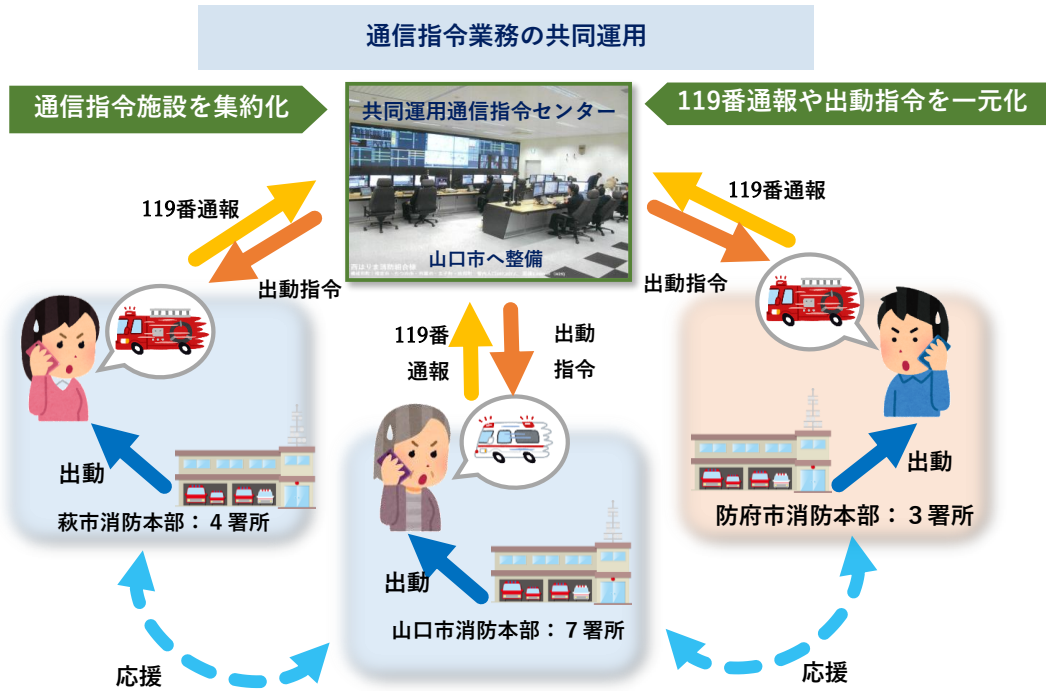 通信指令業務の共同運用
通信指令施設を集約化
共同運用通信指令センター
119番通報や出動指令を一元化
山口市へ整備
119番通報
出動指令
119番
通報
出動
指令
119番通報
出動指令
出動
萩市消防本部：４署所
出動
山口市消防本部：７署所
出動
防府市消防本部：３署所
応援
応援